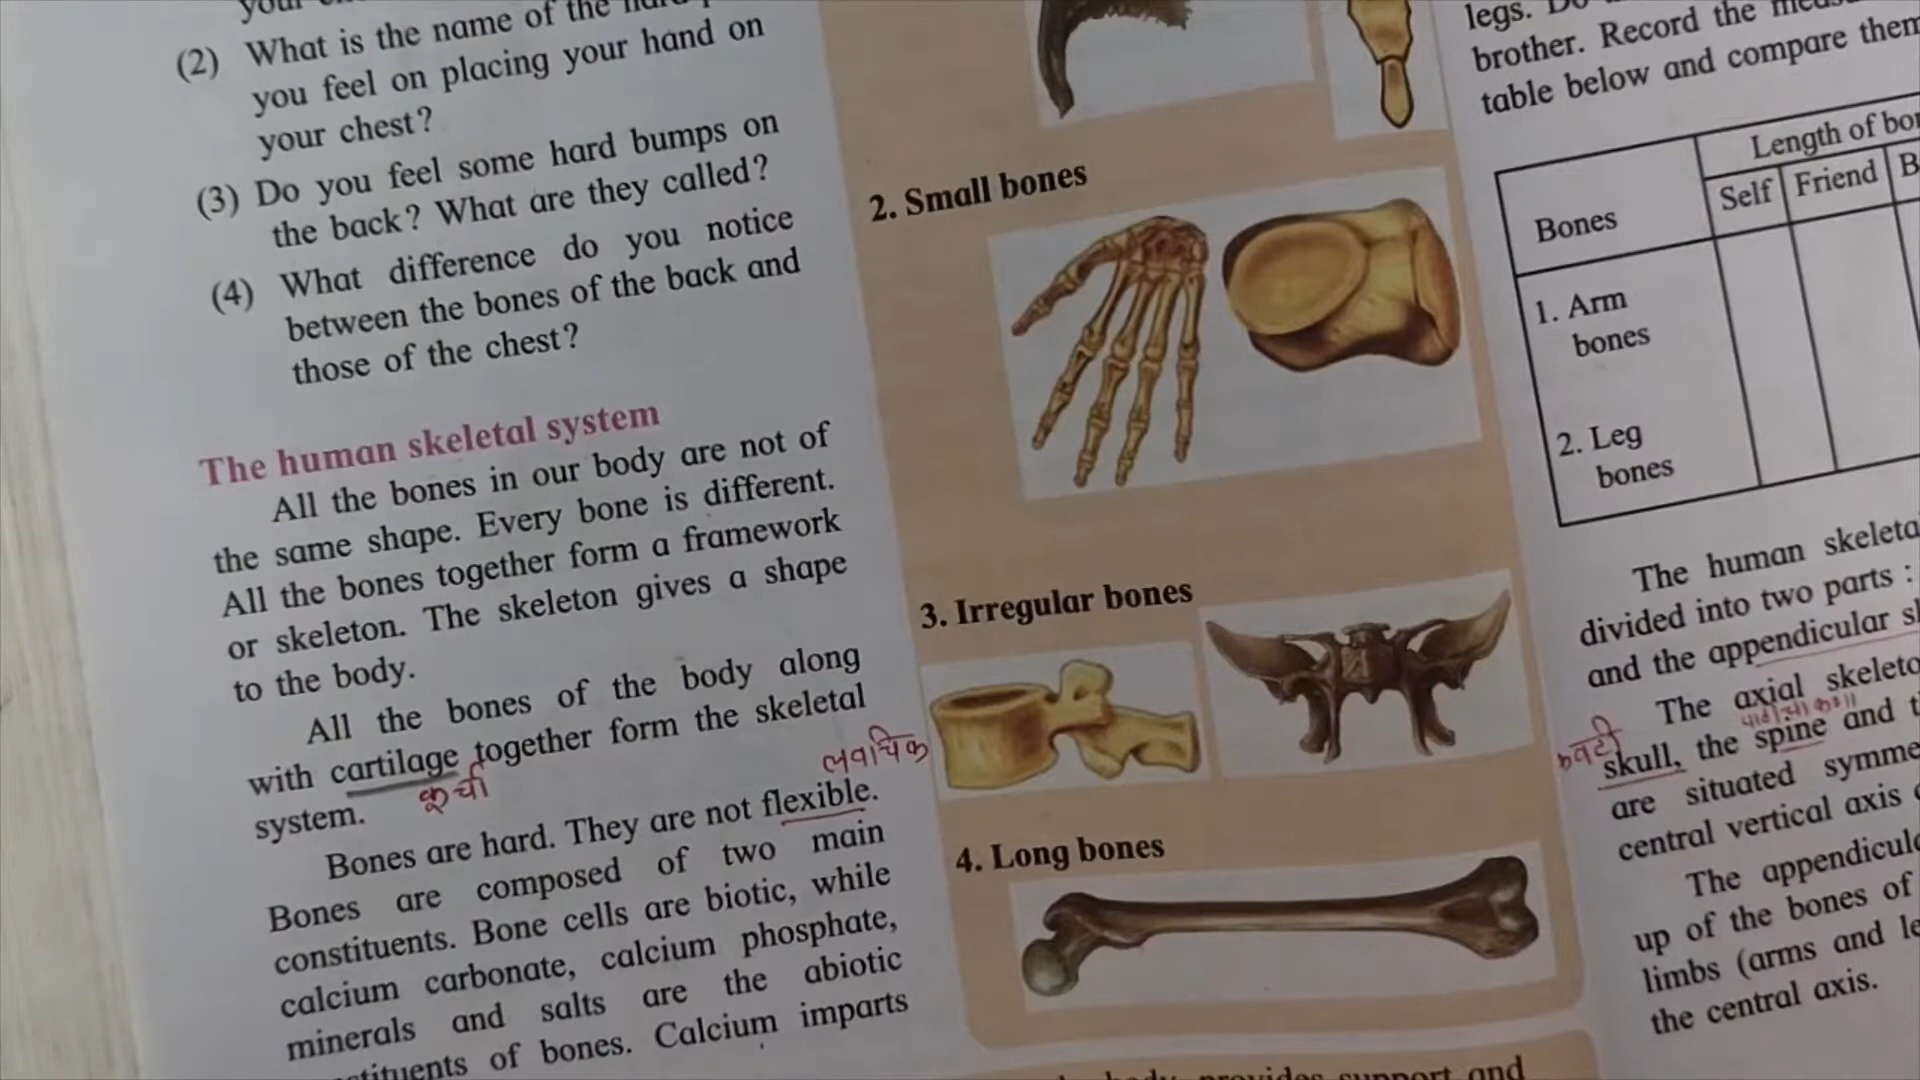 (2) What is the name of the
you feel on placing your hand on
your chest?
(3) Do you feel some hard bumps on
the back? What are they called?
(4) What difference do you notice
between the bones of the back and
those of the chest?
The human skeletal system
All the bones in our body are not of
the same shape. Every bone is different.
All the bones together form a framework
or skeleton. The skeleton gives a shape
to the body.
All the bones of the body along
with cartilage together form the skeletal
system.
लवचिक
Bones are hard. They are not flexible.
Bones are composed of two main
constituents. Bone cells are biotic, while
calcium carbonate, calcium phosphate,
minerals and salts are the abiotic
of bones. Calcium imparts
2. Small bones
3. Irregular bones
4. Long bones
provides support and
legs.
brother. Record the
table below and compare them
Length of
Bones
Self Friend
1. Arm
bones
2. Leg
bones
The human
divided into two parts :
and the appendicular
The axial
skull, the spine and
are situated
central vertical axis
The
up of the bones of
limbs (arms and
the central axis.